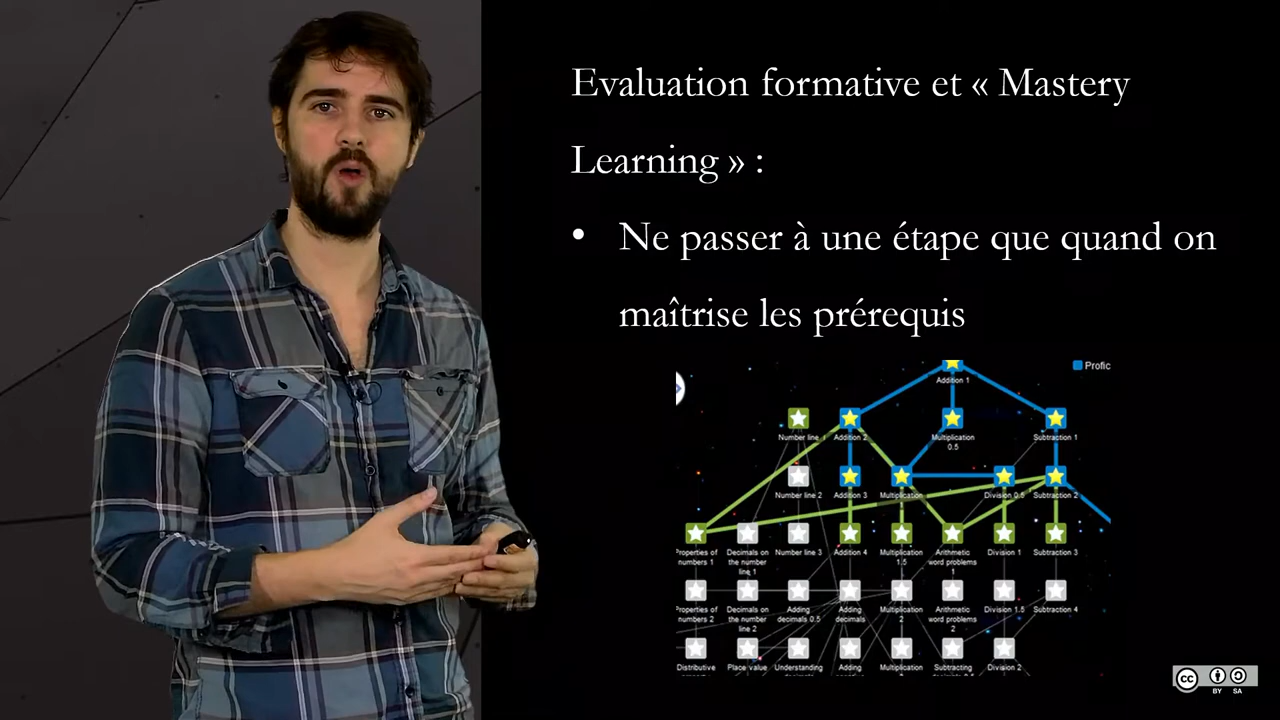 Evaluation formative et « Mastery
Learning » :
• Ne passer à une étape que quand on
maîtrise les prérequis
Profic
Addition 1
Number line 1
Addition 2
Multiplication
0.5
Subtraction 1
Number line 2
Addition 3
Multiplication
Division 0.5
Subtraction 2
Properties of
numbers 1
Decimals on
the number
line 1
Number line 3
Addition 4
Multiplication
1.5
Arithmetic
word problems
1
Division 1
Subtraction 3
Properties of
numbers 2
Decimals on
the number
line 2
Adding
decimals 0.5
Adding
decimals
Multiplication
2
Arithmetic
word problems
2
Division 1.5
Subtraction 4
Distributive
Place value
Understanding
Adding
Multiplication
Subtracting
Division 2
cc
BY SA